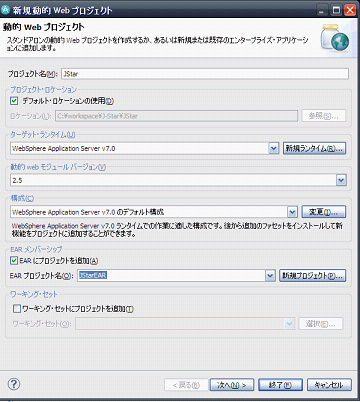 新規動的 Web プロジェクト
動的 Web プロジェクト
スタンドアロンの動的 Web プロジェクトを作成するか、あるいは新規または既存のエンタープライズ・アプリケーションに追加します。
プロジェクト名(M): JStar
プロジェクト・ロケーション
デフォルト・ロケーションの使用(D)
ロケーション(L): C:¥workspace¥J-Star¥JStar 参照(S)...
ターゲット・ランタイム(U)
WebSphere Application Server v7.0 新規ランタイム(R)...
動的 web モジュール バージョン(V)
2.5
構成(C)
WebSphere Application Server v7.0 のデフォルト構成 変更(I)...
WebSphere Application Server v7.0 ランタイムでの作業に適した構成です。後から追加のファセットをインストールして新機能をプロジェクトに追加することができます。
EAR メンバーシップ
EAR にプロジェクトを追加(A)
EAR プロジェクト名(O): JStarEAR 新規プロジェクト(P)...
ワーキング・セット
ワーキング・セットにプロジェクトを追加(T)
ワーキング・セット(O): 選択(E)...
? < 戻る(B) 次へ(N) > 終了(F) キャンセル